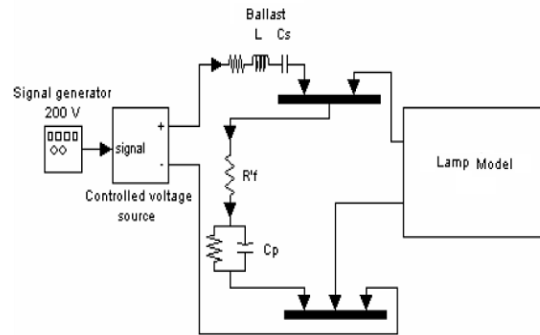 Ballast
L Cs
Signal generator
200 V
+
signal
-
Controlled voltage
source
R'f
Cp
Lamp Model